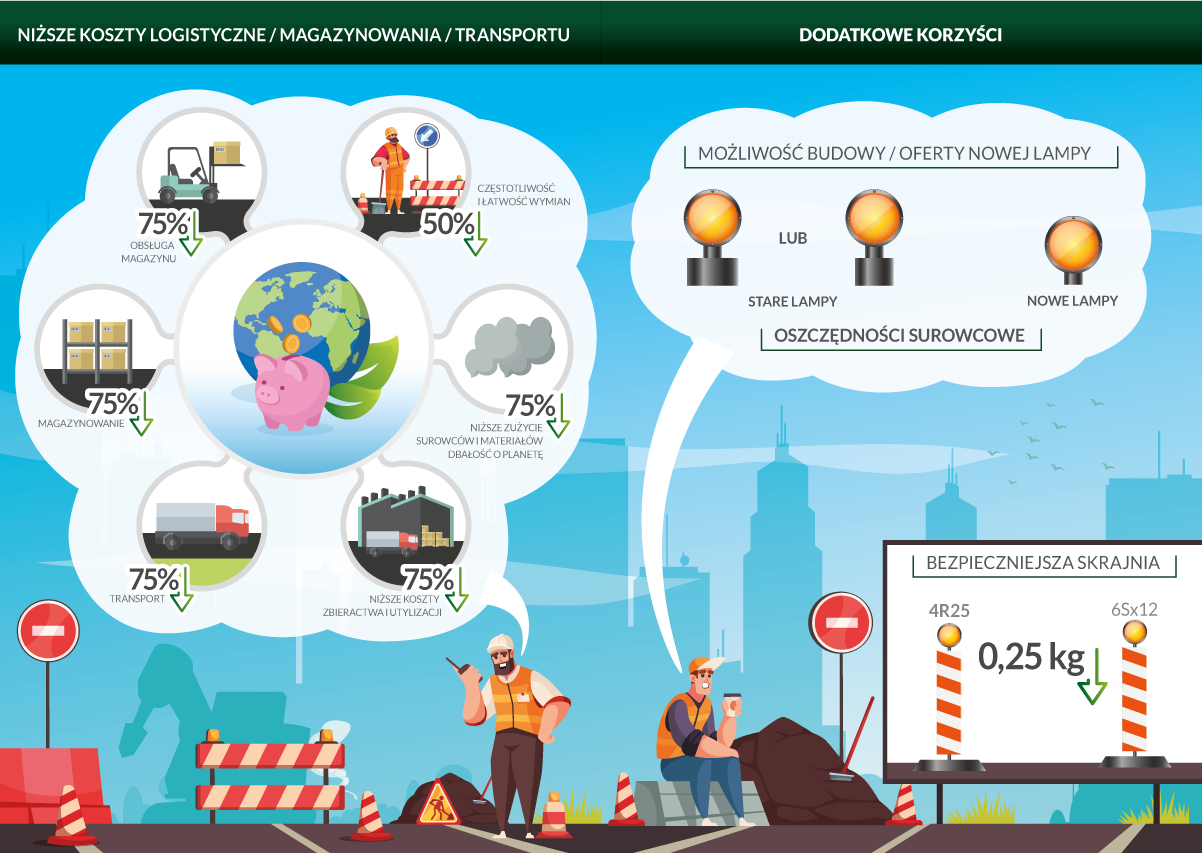 NIŻSZE KOSZTY LOGISTYCZNE / MAGAZYNOWANIA / TRANSPORTU
75%
OBSŁUGA
MAGAZYNU
CZĘSTOTLIWOŚĆ
I ŁATWOŚĆ WYMIAN
50%
75%
MAGAZYNOWANIE
75%
NIŻSZE ZUŻYCIE
SUROWCÓW I MATERIAŁÓW
DBAŁOŚĆ O PLANETĘ
75%
TRANSPORT
75%
NIŻSZE KOSZTY
ZBIERACTWA I UTYLIZACJI
DODATKOWE KORZYŚCI
MOŻLIWOŚĆ BUDOWY / OFERTY NOWEJ LAMPY
LUB
STARE LAMPY
NOWE LAMPY
OSZCZĘDNOŚCI SUROWCOWE
BEZPIECZNIEJSZA SKRAJNIA
4R25
6Sx12
0,25 kg